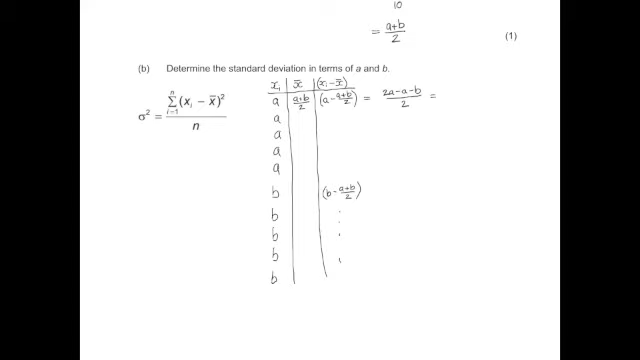 10
= a+b/2
(1)
(b) Determine the standard deviation in terms of a and b.
σ² = Σⁿᵢ₌₁(xᵢ − x̄)² / n
xᵢ | x̄ | (xᵢ − x̄)
a | a+b/2 | (a − a+b/2) = 2a−a−b/2 =
a
a
a
a
b (b − a+b/2)
b :
b .
b .
b